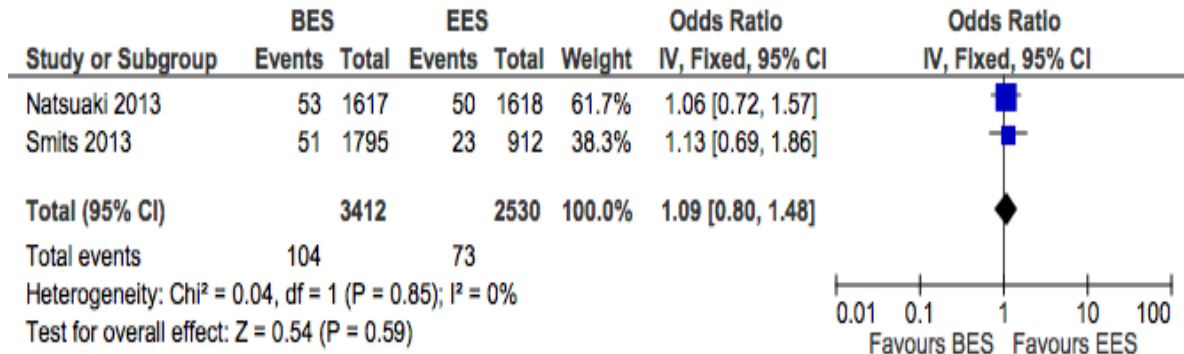 BES EES Odds Ratio Odds Ratio
Study or Subgroup Events Total Events Total Weight IV, Fixed, 95% CI IV, Fixed, 95% CI
Natsuaki 2013 53 1617 50 1618 61.7% 1.06 [0.72, 1.57]
Smits 2013 51 1795 23 912 38.3% 1.13 [0.69, 1.86]
Total (95% CI) 3412 2530 100.0% 1.09 [0.80, 1.48]
Total events 104 73
Heterogeneity: Chi² = 0.04, df = 1 (P = 0.85); I² = 0%
Test for overall effect: Z = 0.54 (P = 0.59)
0.01 0.1 1 10 100
Favours BES Favours EES